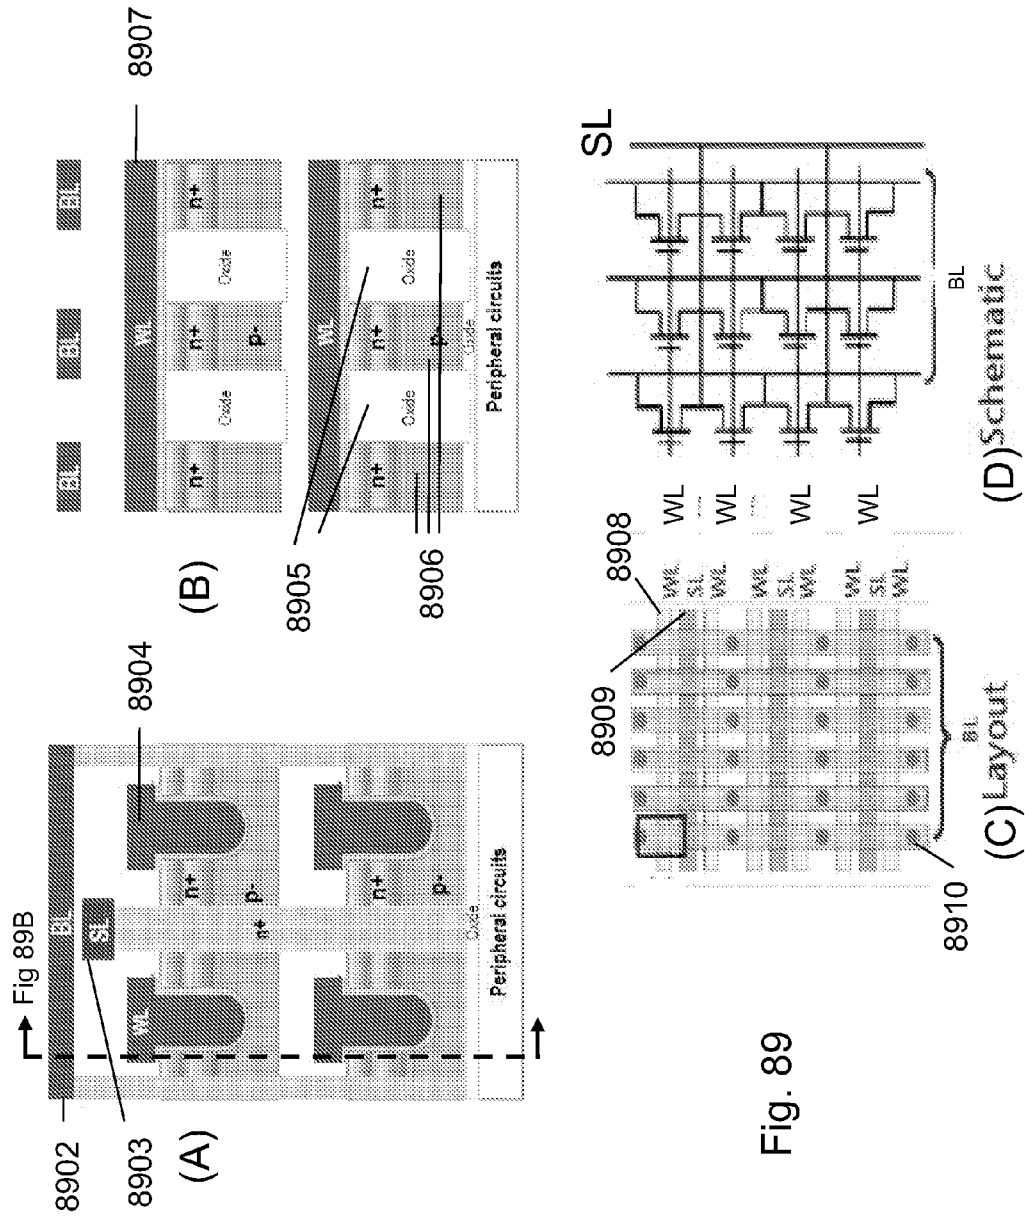 8902
8903
(A)
Fig 89B
BL
SL
WL
n+
p-
n+
n+
p-
Oxide
Peripheral circuits
8904
(B)
8905
8906
BL
BL
BL
WL
n+
n+
n+
Oxide
Oxide
p-
WL
n+
n+
n+
Oxide
Oxide
p-
Oxide
Peripheral circuits
8907
Fig. 89
8910
8909
8908
WL
SL
WL
WL
SL
WL
WL
SL
WL
BL
(C) Layout
WL
WL
WL
WL
SL
BL
(D) Schematic